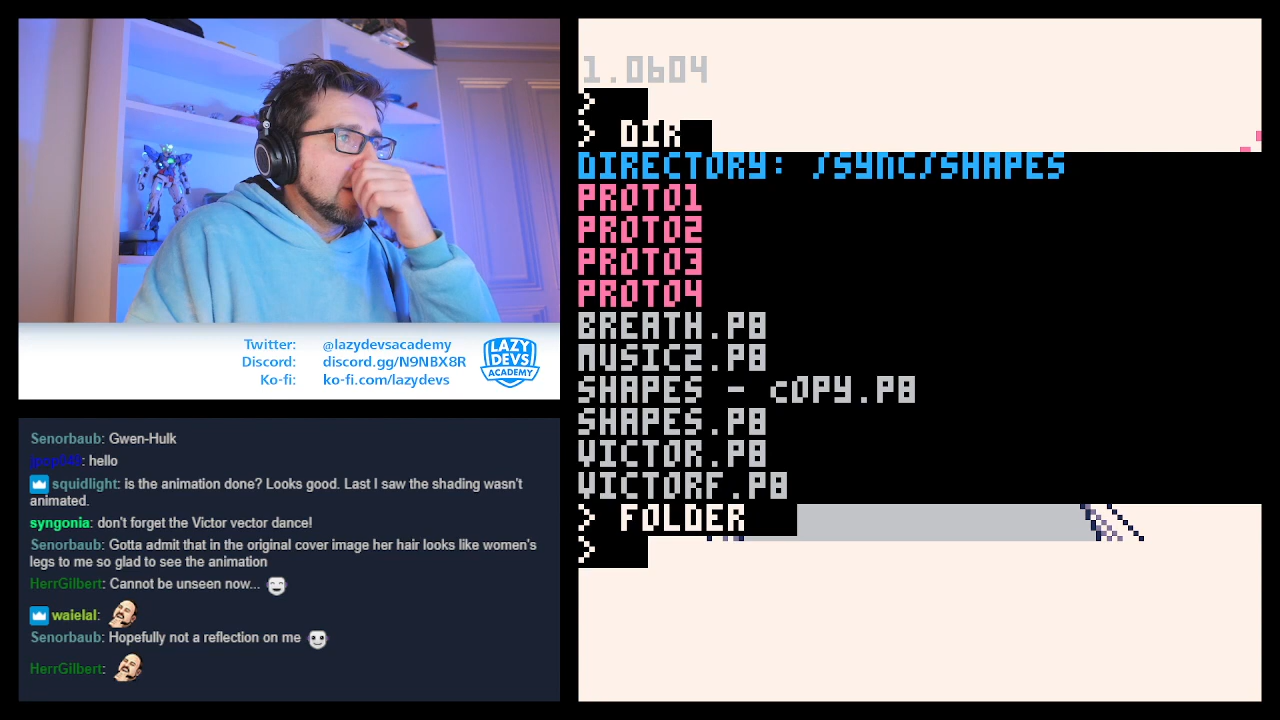 Twitter: @lazydevsacademy
Discord: discord.gg/N9NBX8R
Ko-fi: ko-fi.com/lazydevs
LAZY
DEVS
ACADEMY
Senorbaub: Gwen-Hulk
: hello
squidlight: is the animation done? Looks good. Last I saw the shading wasn't
animated.
syngonia: don't forget the Victor vector dance!
Senorbaub: Gotta admit that in the original cover image her hair looks like women's
legs to me so glad to see the animation
HerrGilbert: Cannot be unseen now...
waielal:
Senorbaub: Hopefully not a reflection on me
HerrGilbert:
1.0604
>
> DIR
DIRECTORY: /SYNC/SHAPES
PROTO1
PROTO2
PROTO3
PROTO4
BREATH.P8
MUSIC2.P8
SHAPES - COPY.P8
SHAPES.P8
VICTOR.P8
VICTORF.P8
> FOLDER
>